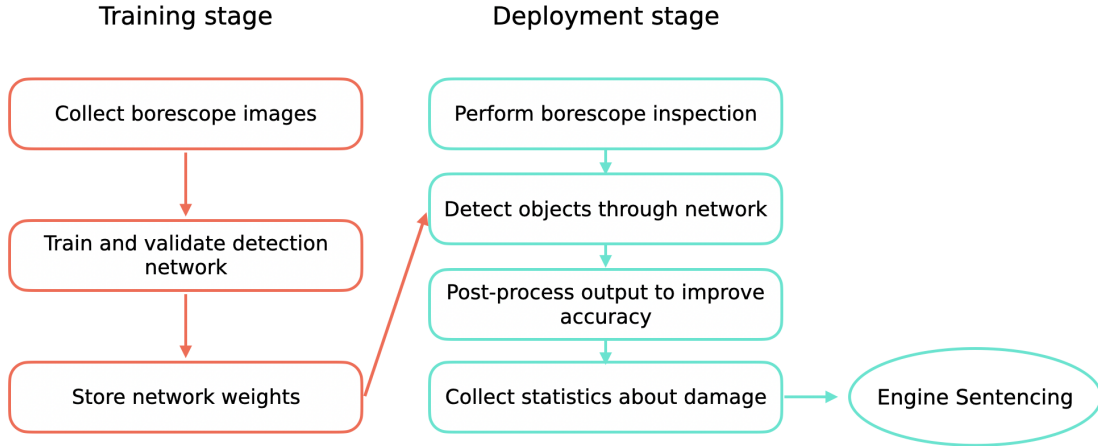 Training stage
Collect borescope images
Train and validate detection
network
Store network weights
Deployment stage
Perform borescope inspection
Detect objects through network
Post-process output to improve
accuracy
Collect statistics about damage
Engine Sentencing